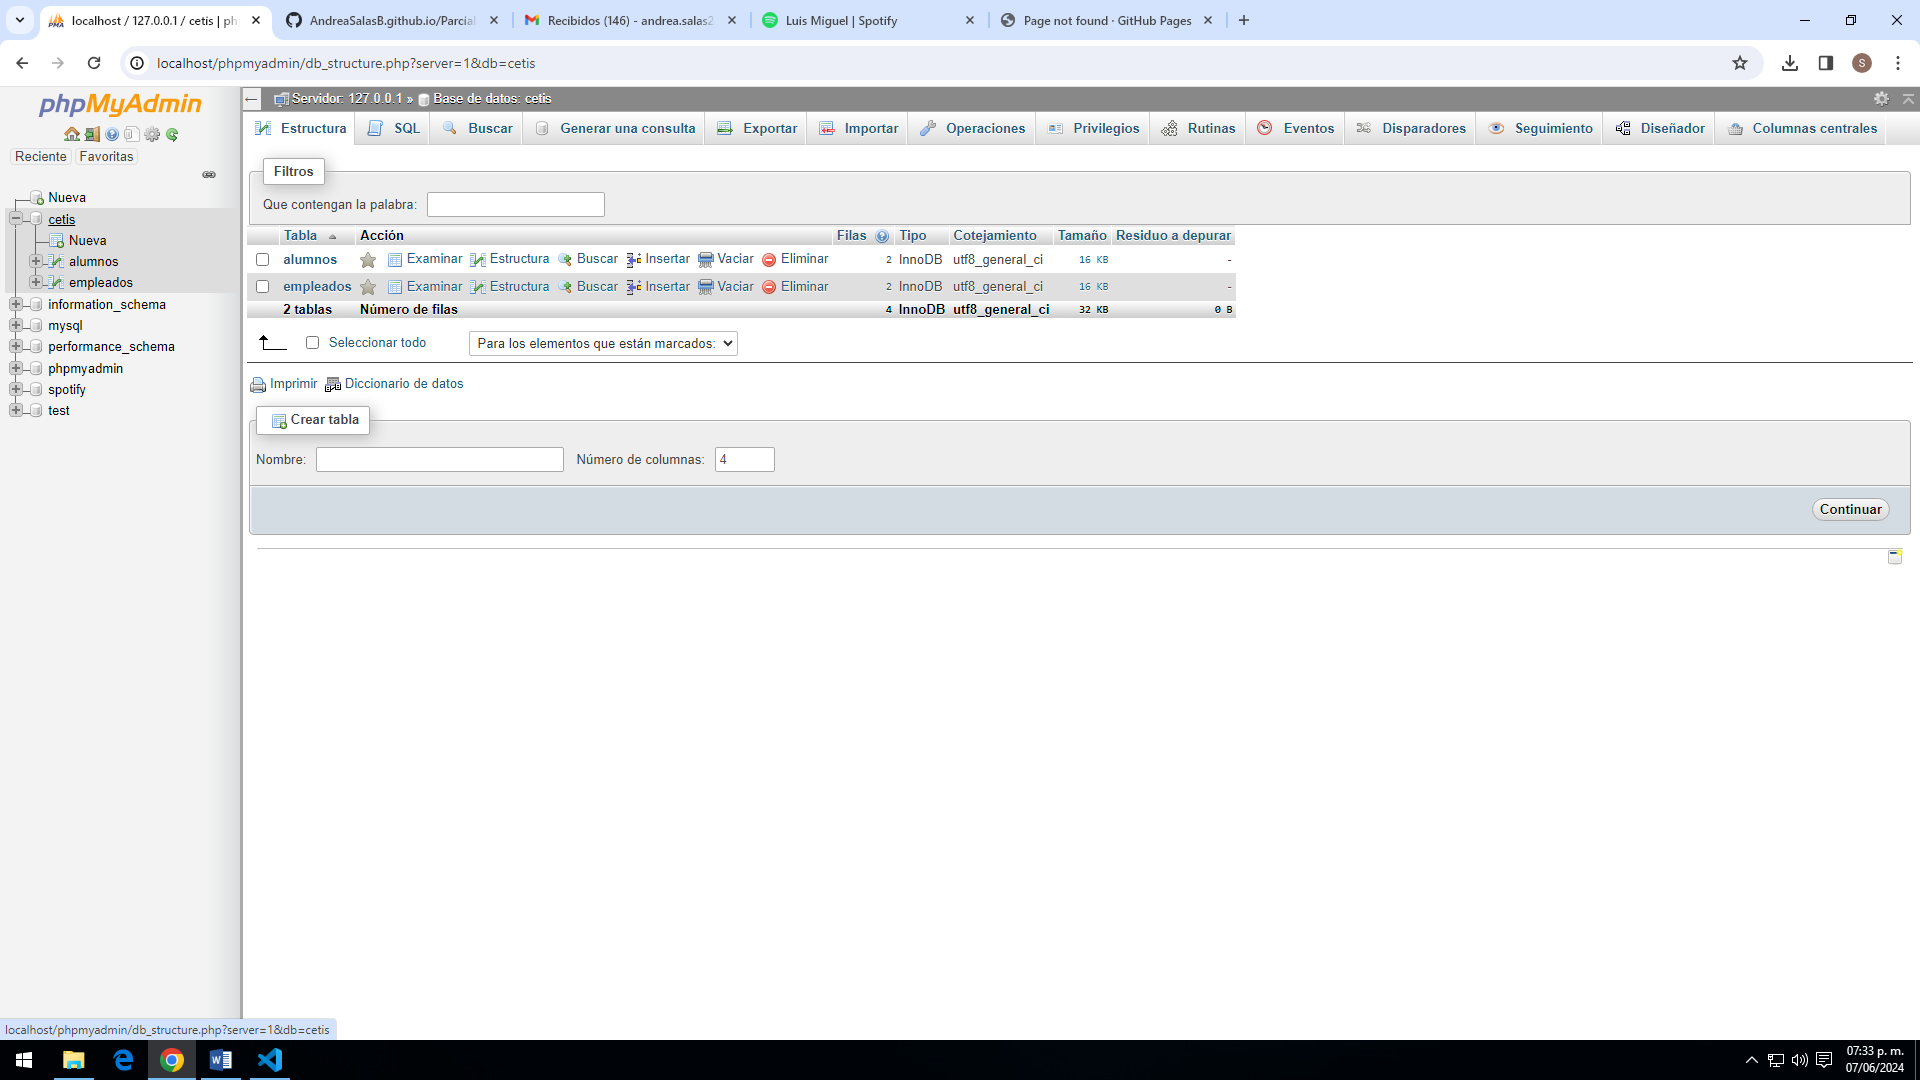 localhost / 127.0.0.1 / cetis | ph
AndreaSalasB.github.io/Parcial
Recibidos (146) - andrea.salas2
Luis Miguel | Spotify
Page not found · GitHub Pages
localhost/phpmyadmin/db_structure.php?server=1&db=cetis
S
phpMyAdmin
Reciente Favoritas
Nueva
cetis
Nueva
alumnos
empleados
information_schema
mysql
performance_schema
phpmyadmin
spotify
test
Servidor: 127.0.0.1 » Base de datos: cetis
Estructura SQL Buscar Generar una consulta Exportar Importar Operaciones Privilegios Rutinas Eventos Disparadores Seguimiento Diseñador Columnas centrales
Filtros
Que contengan la palabra:
Tabla Acción Filas Tipo Cotejamiento Tamaño Residuo a depurar
alumnos Examinar Estructura Buscar Insertar Vaciar Eliminar 2 InnoDB utf8_general_ci 16 KB -
empleados Examinar Estructura Buscar Insertar Vaciar Eliminar 2 InnoDB utf8_general_ci 16 KB -
2 tablas Número de filas 4 InnoDB utf8_general_ci 32 KB 0 B
Seleccionar todo Para los elementos que están marcados:
Imprimir Diccionario de datos
Crear tabla
Nombre: Número de columnas: 4
Continuar
localhost/phpmyadmin/db_structure.php?server=1&db=cetis
07:33 p. m.
07/06/2024